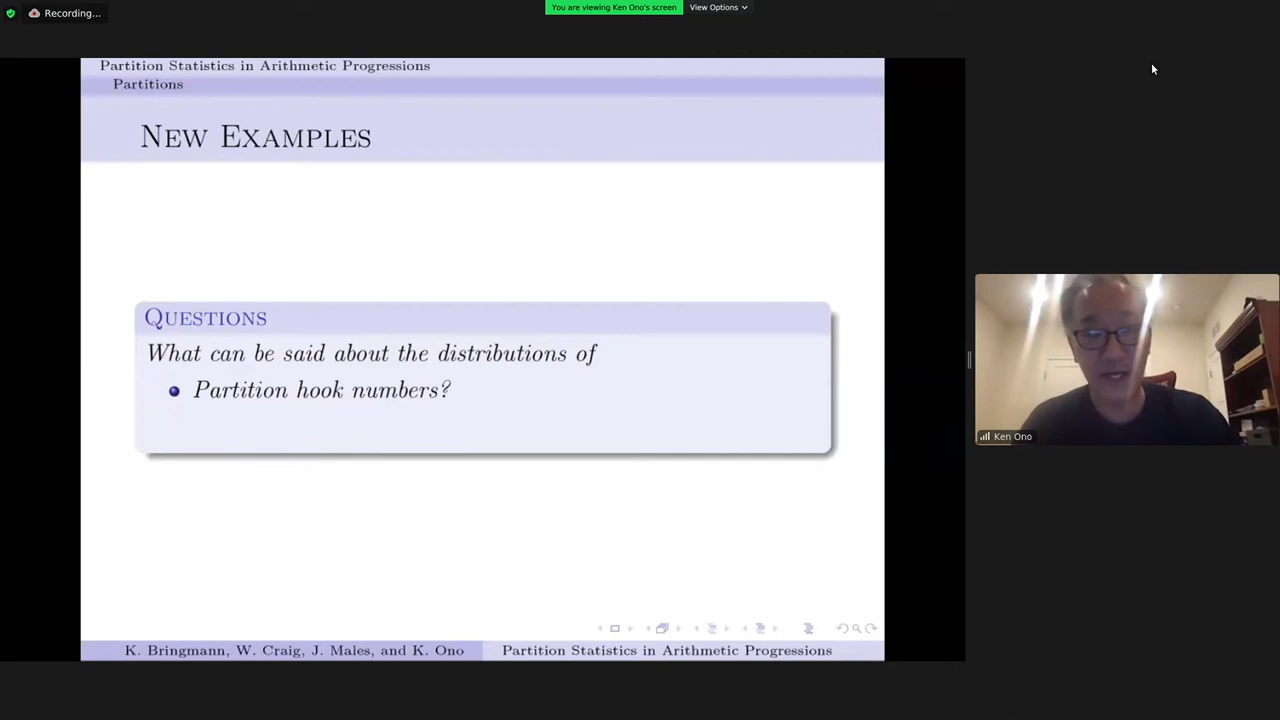 Recording...
You are viewing Ken Ono's screen
View Options
Partition Statistics in Arithmetic Progressions
Partitions
New Examples
Questions
What can be said about the distributions of
Partition hook numbers?
Ken Ono
K. Bringmann, W. Craig, J. Males, and K. Ono
Partition Statistics in Arithmetic Progressions